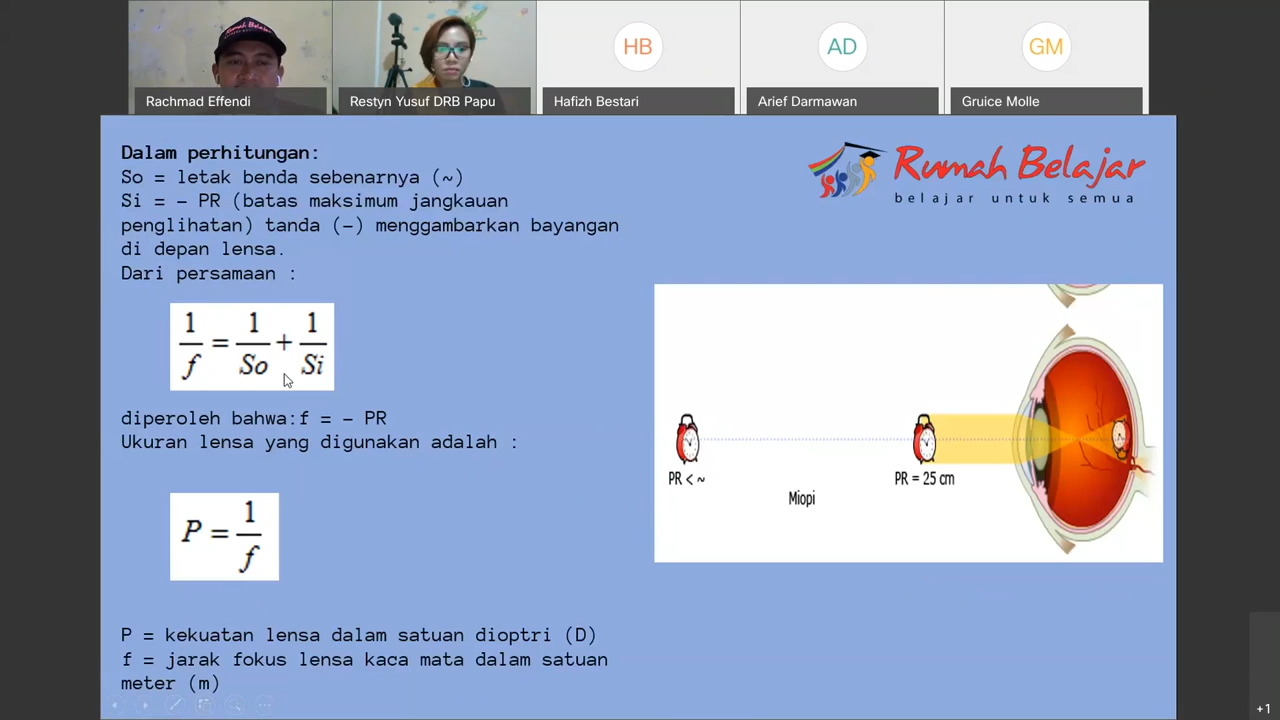 HB
AD
GM
Rumah Belajar
Rachmad Effendi
Restyn Yusuf DRB Papu
Hafizh Bestari
Arief Darmawan
Gruice Molle
Dalam perhitungan:
So = letak benda sebenarnya (~)
Si = - PR (batas maksimum jangkauan
penglihatan) tanda (-) menggambarkan bayangan
di depan lensa.
Dari persamaan :
1/f = 1/So + 1/Si
diperoleh bahwa:f = - PR
Ukuran lensa yang digunakan adalah :
P = 1/f
P = kekuatan lensa dalam satuan dioptri (D)
f = jarak fokus lensa kaca mata dalam satuan
meter (m)
Rumah Belajar
belajar untuk semua
PR < ~
PR = 25 cm
Miopi
+1